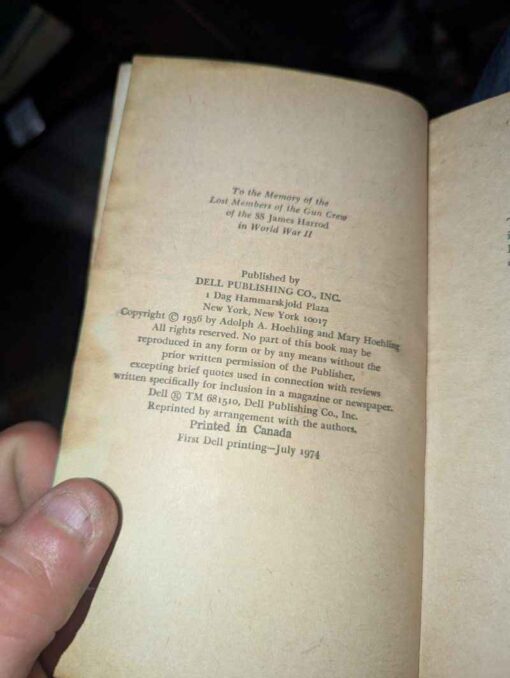 To the Memory of the
Lost Members of the Gun Crew
of the SS James Harrod
in World War II
Published by
DELL PUBLISHING CO., INC.
1 Dag Hammarskjold Plaza
New York, New York 10017
Copyright © 1956 by Adolph A. Hoehling and Mary Hoehling
All rights reserved. No part of this book may be
reproduced in any form or by any means without the
prior written permission of the Publisher,
excepting brief quotes used in connection with reviews
written specifically for inclusion in a magazine or newspaper.
Dell ® TM 681510, Dell Publishing Co., Inc.
Reprinted by arrangement with the authors.
Printed in Canada
First Dell printing—July 1974